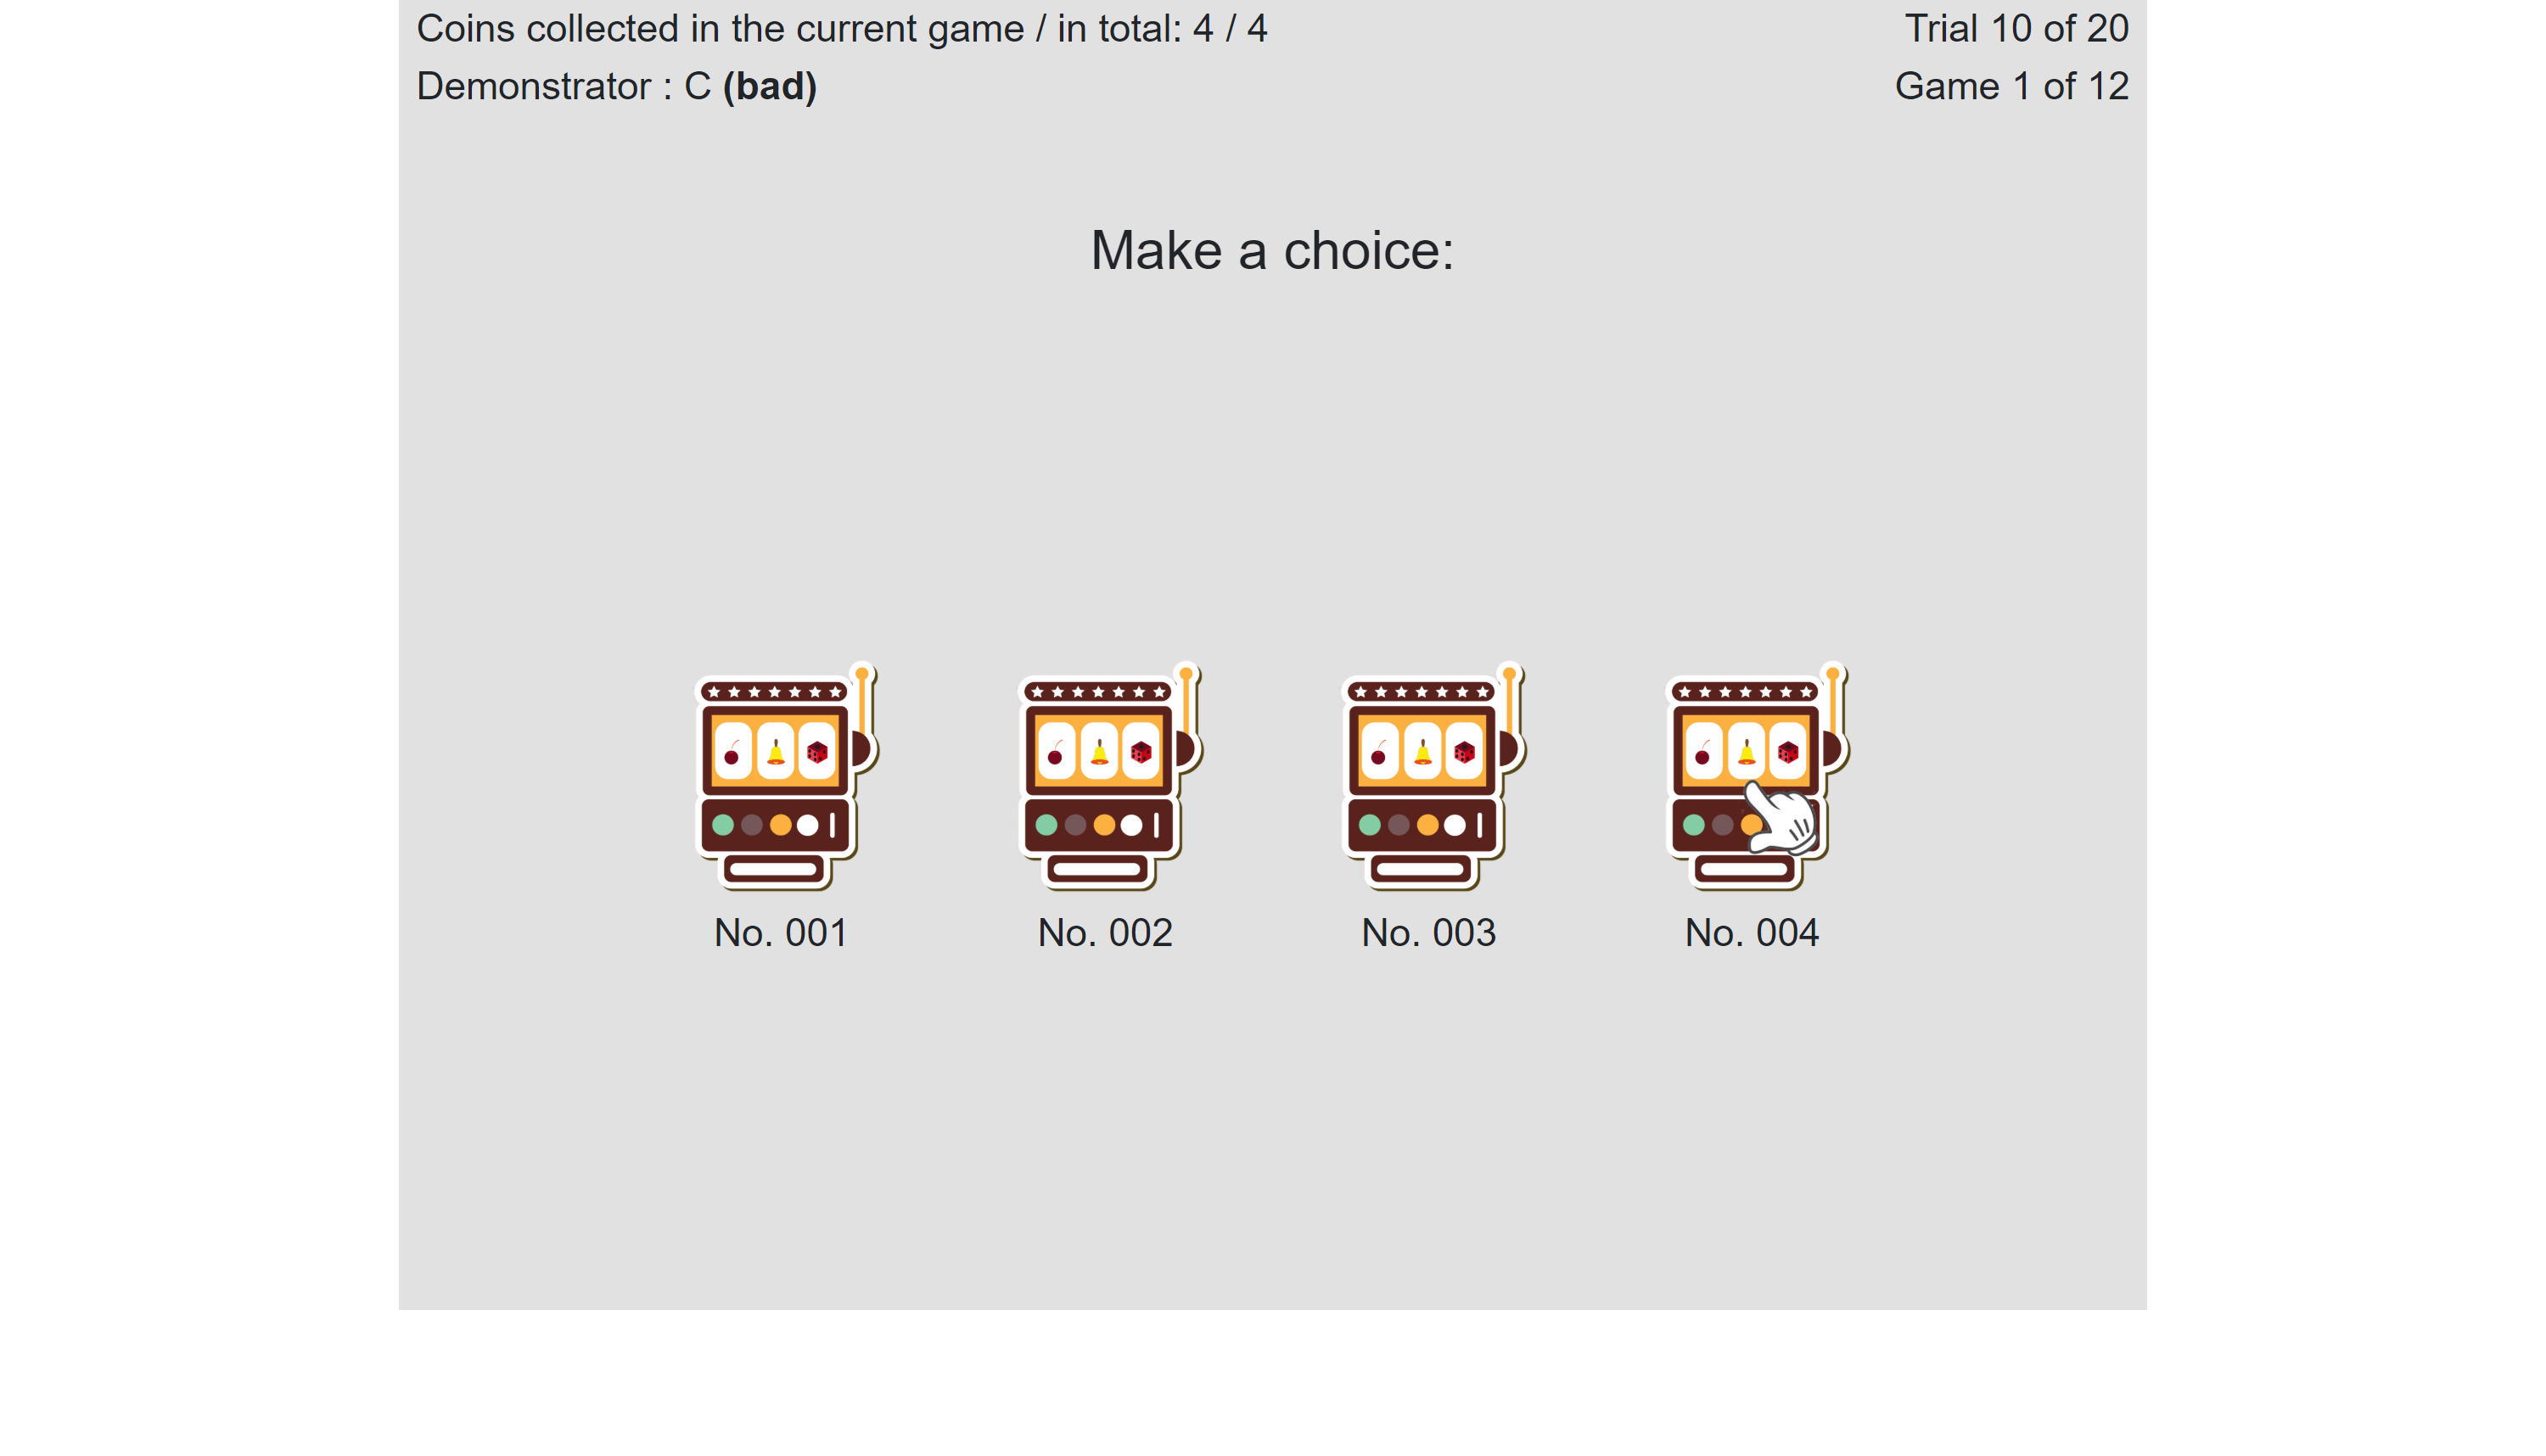 Coins collected in the current game / in total: 4 / 4
Trial 10 of 20
Demonstrator : C (bad)
Game 1 of 12
Make a choice:
No. 001
No. 002
No. 003
No. 004